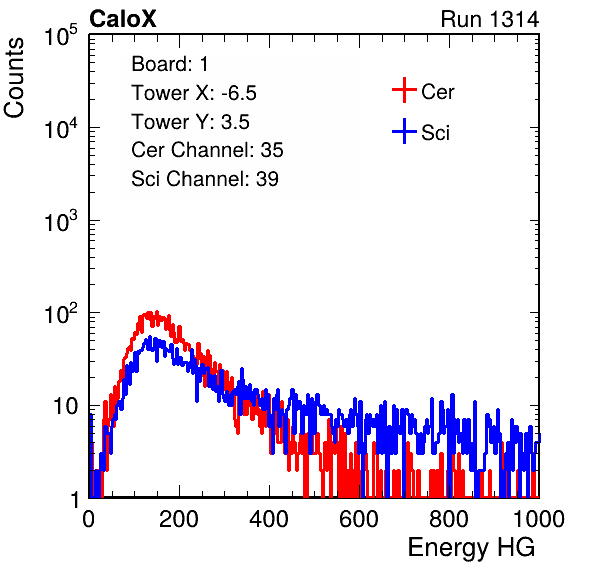 CaloX Run 1314
Counts
Board: 1
Tower X: -6.5
Tower Y: 3.5
Cer Channel: 35
Sci Channel: 39
Cer
Sci
10^5
10^4
10^3
10^2
10
1
0 200 400 600 800 1000
Energy HG